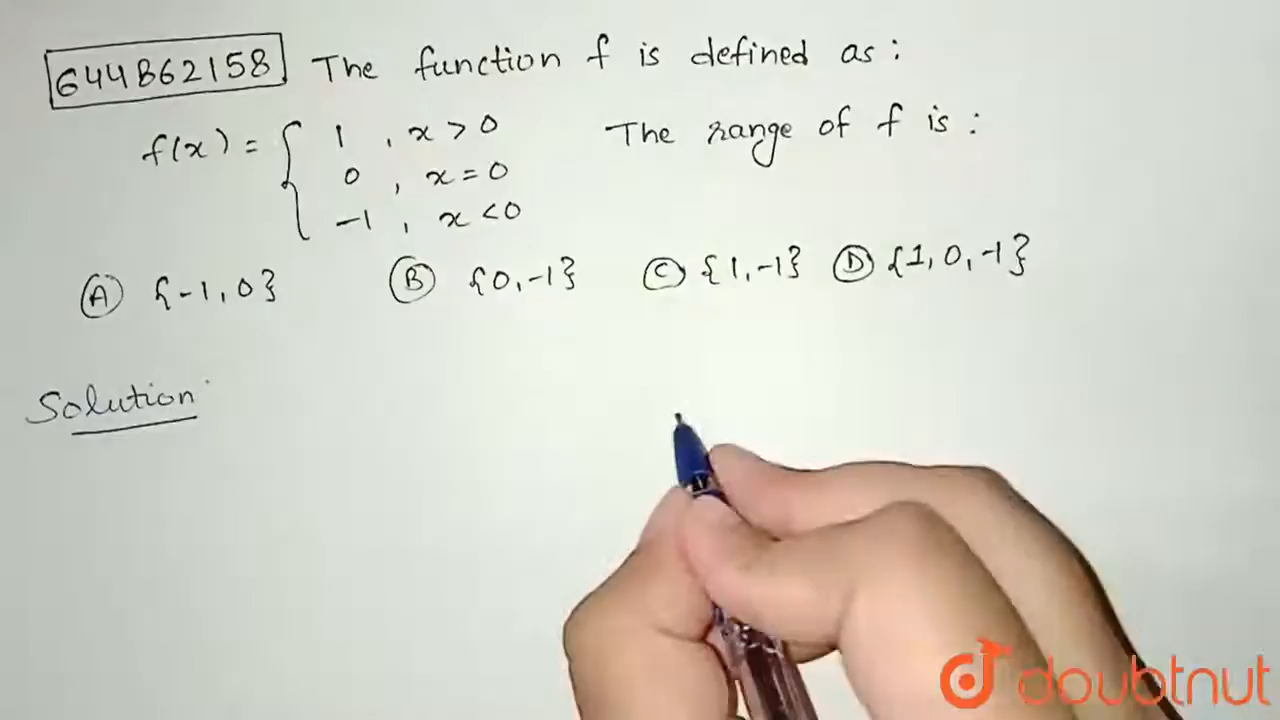 644862158 The function f is defined as:
f(x) = { 1 , x > 0 The range of f is:
0 , x = 0
-1 , x < 0
(A) {-1, 0} (B) {0, -1} (C) {1, -1} (D) {1, 0, -1}
Solution:
doubtnut